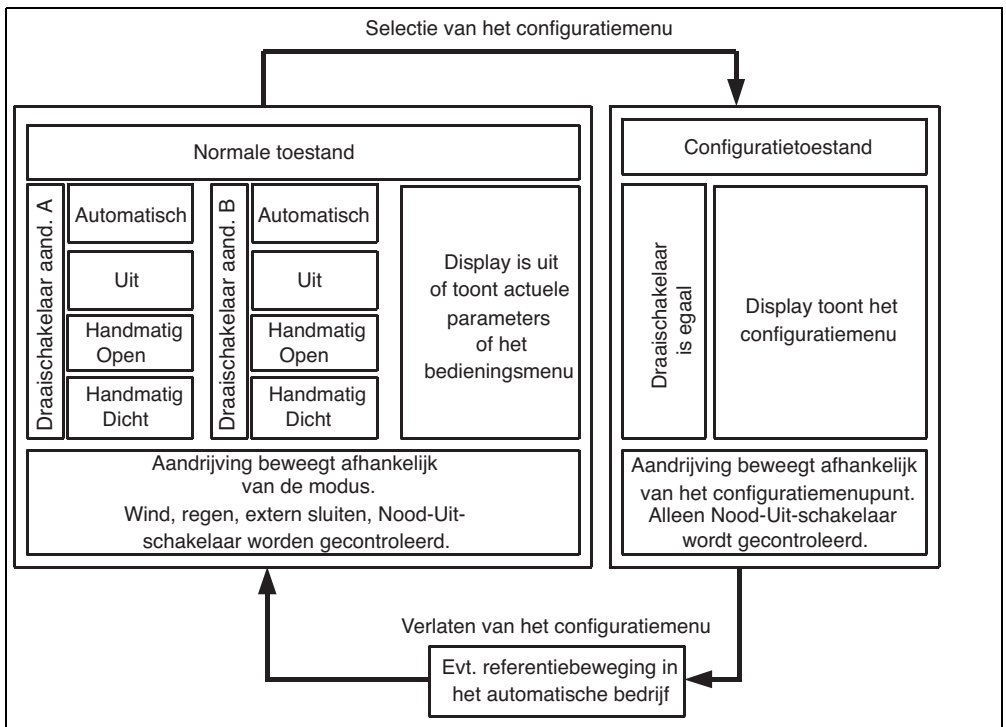 Selectie van het configuratiemenu
Normale toestand
Draaischakelaar aand. A
Automatisch
Uit
Handmatig
Open
Handmatig
Dicht
Draaischakelaar aand. B
Automatisch
Uit
Handmatig
Open
Handmatig
Dicht
Display is uit
of toont actuele
parameters
of het
bedieningsmenu
Aandrijving beweegt afhankelijk
van de modus.
Wind, regen, extern sluiten, Nood-Uit-
schakelaar worden gecontroleerd.
Configuratietoestand
Draaischakelaar
is egaal
Display toont het
configuratiemenu
Aandrijving beweegt afhankelijk
van het configuratiemenupunt.
Alleen Nood-Uit-schakelaar
wordt gecontroleerd.
Verlaten van het configuratiemenu
Evt. referentiebeweging in
het automatische bedrijf